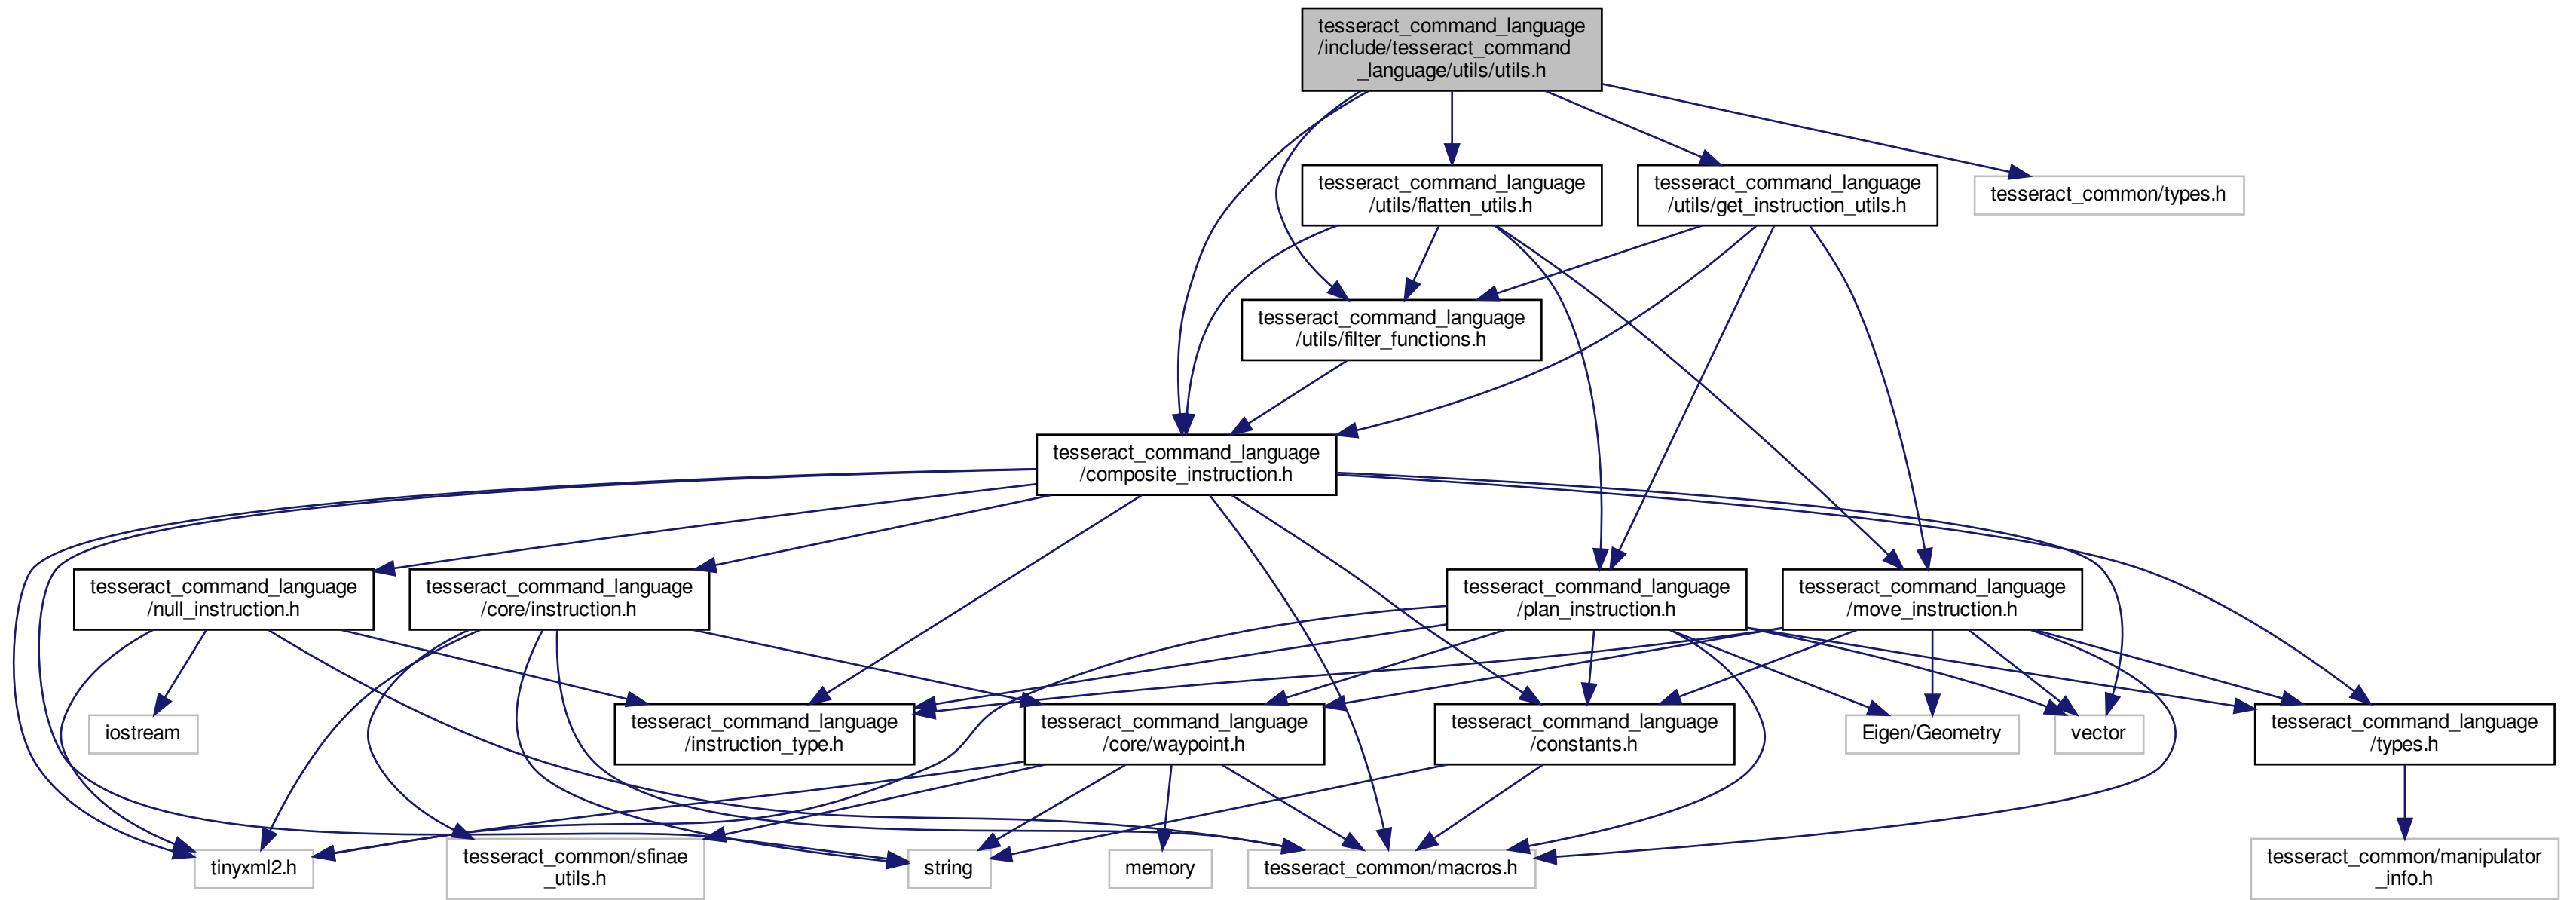 tesseract_command_language
/include/tesseract_command
_language/utils/utils.h
tesseract_command_language
/utils/flatten_utils.h
tesseract_command_language
/utils/get_instruction_utils.h
tesseract_common/types.h
tesseract_command_language
/utils/filter_functions.h
tesseract_command_language
/composite_instruction.h
tesseract_command_language
/null_instruction.h
tesseract_command_language
/core/instruction.h
tesseract_command_language
/plan_instruction.h
tesseract_command_language
/move_instruction.h
iostream
tesseract_command_language
/instruction_type.h
tesseract_command_language
/core/waypoint.h
tesseract_command_language
/constants.h
Eigen/Geometry
vector
tesseract_command_language
/types.h
tinyxml2.h
tesseract_common/sfinae
_utils.h
string
memory
tesseract_common/macros.h
tesseract_common/manipulator
_info.h